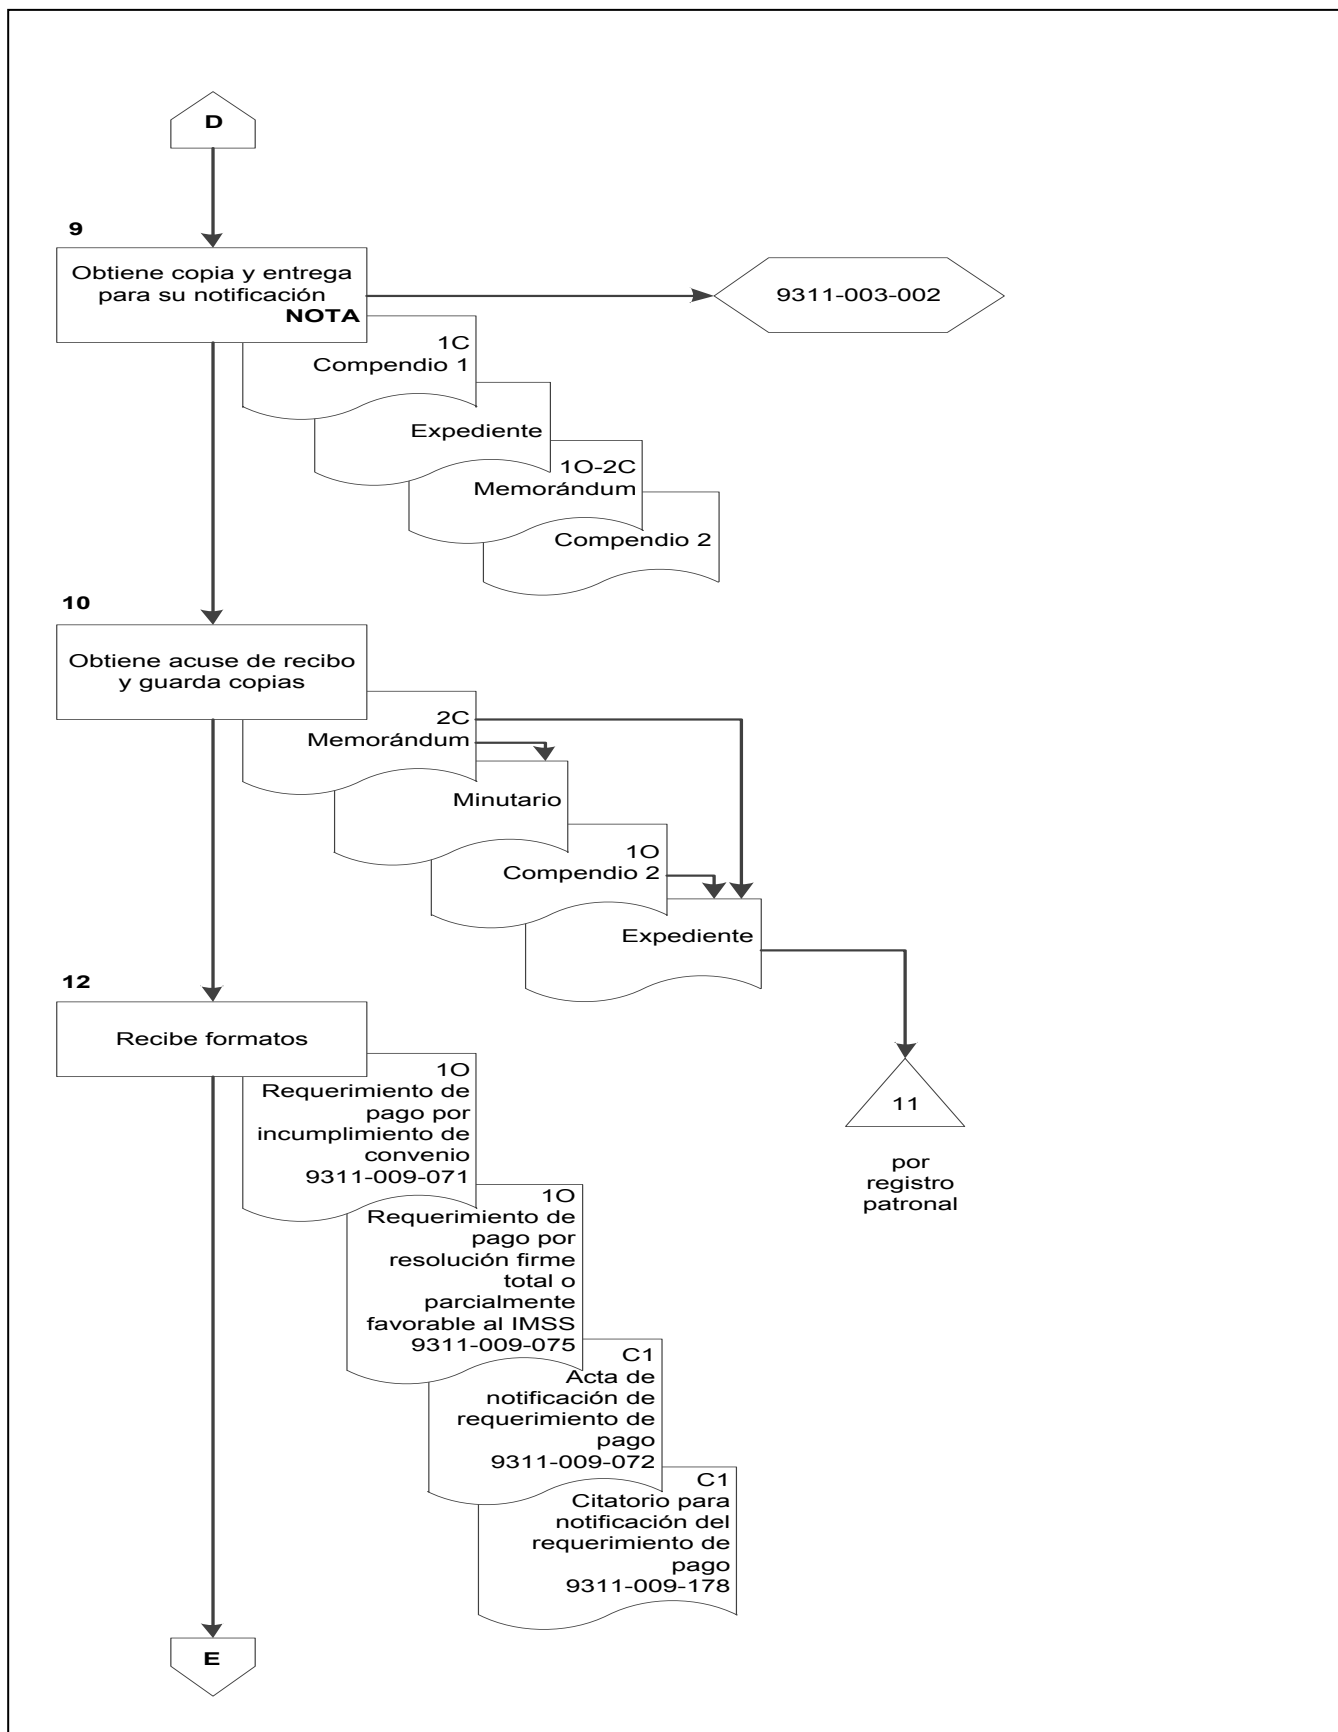 D
9
Obtiene copia y entrega
para su notificación
NOTA
9311-003-002
1C
Compendio 1
Expediente
1O-2C
Memorándum
Compendio 2
10
Obtiene acuse de recibo
y guarda copias
2C
Memorándum
Minutario
1O
Compendio 2
Expediente
11
por
registro
patronal
12
Recibe formatos
1O
Requerimiento de
pago por
incumplimiento de
convenio
9311-009-071
1O
Requerimiento de
pago por
resolución firme
total o
parcialmente
favorable al IMSS
9311-009-075
C1
Acta de
notificación de
requerimiento de
pago
9311-009-072
C1
Citatorio para
notificación del
requerimiento de
pago
9311-009-178
E